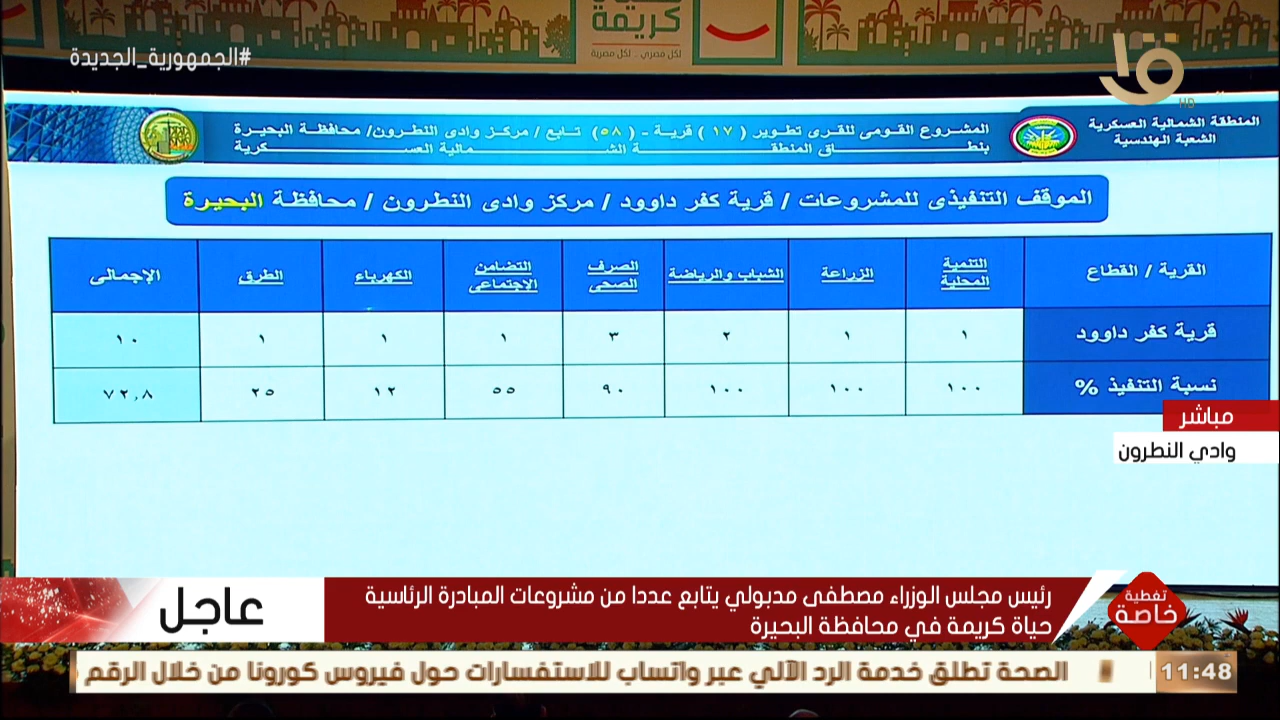 كريمة
لكل مصري .. لكل مصرية
#الجمهورية_الجديدة
HD
المنطقة الشمالية العسكرية
الشعبة الهندسية
المشروع القومى للقرى تطوير ( ١٧ ) قرية - (٥٨) تابع / مركز وادى النطرون/ محافظة البحيرة
بنطاق المنطقة الشمالية العسكرية
الموقف التنفيذى للمشروعات / قرية كفر داوود / مركز وادى النطرون / محافظة البحيرة
القرية / القطاع التنمية المحلية الزراعة الشباب والرياضة الصرف الصحى التضامن الإجتماعى الكهرباء الطرق الإجمالى
قرية كفر داوود ١ ١ ٢ ٣ ١ ١ ١ ١٠
نسبة التنفيذ % ١٠٠ ١٠٠ ١٠٠ ٩٠ ٥٥ ١٢ ٢٥ ٧٢,٨
مباشر
وادي النطرون
تغطية
خاصة
رئيس مجلس الوزراء مصطفى مدبولي يتابع عددا من مشروعات المبادرة الرئاسية
حياة كريمة في محافظة البحيرة
عاجل
11:48
الصحة تطلق خدمة الرد الآلي عبر واتساب للاستفسارات حول فيروس كورونا من خلال الرقم